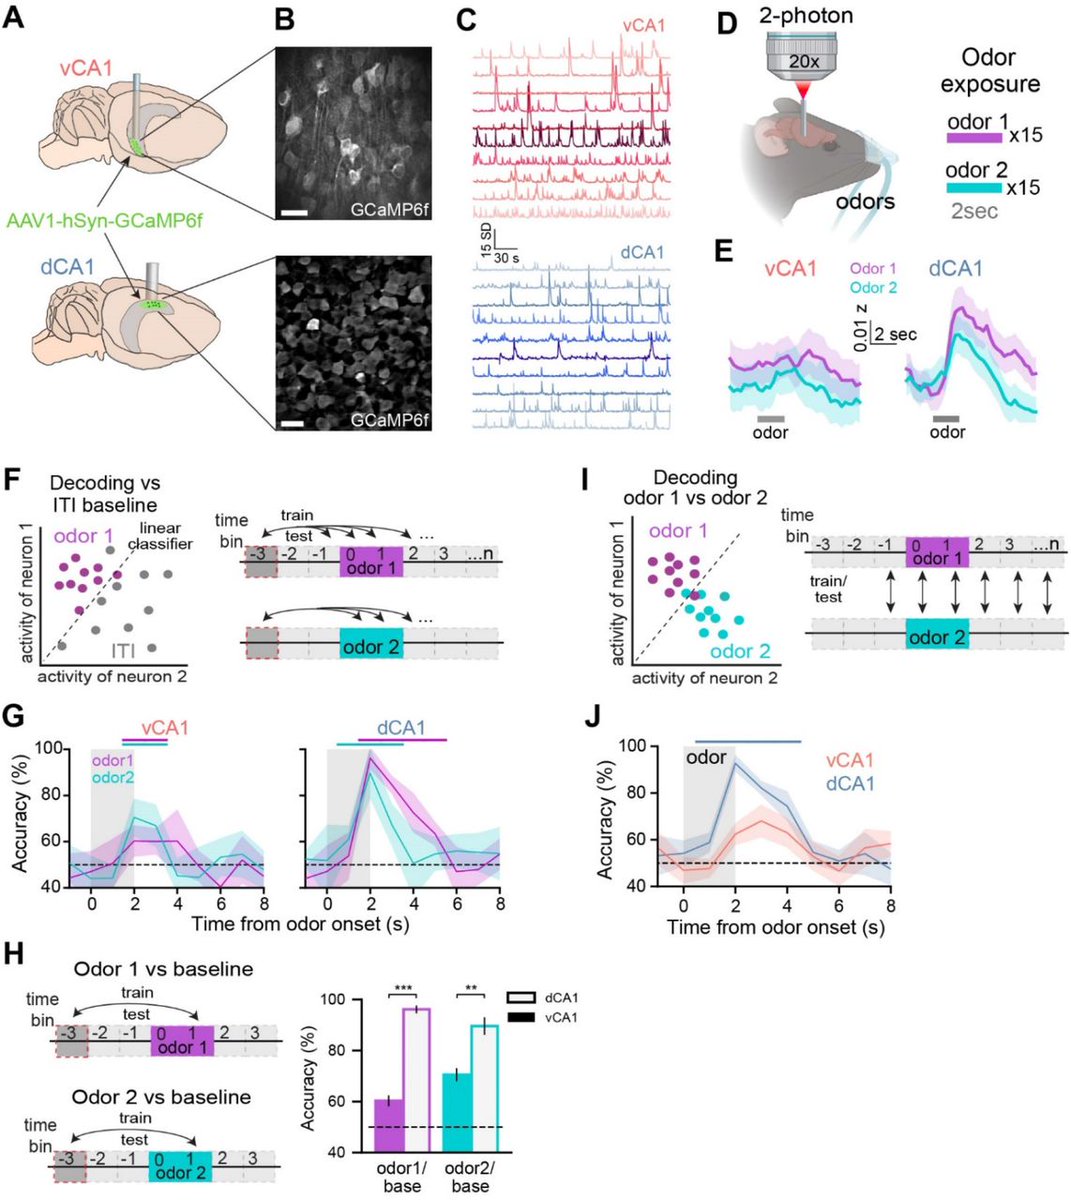 A
vCA1
AAV1-hSyn-GCaMP6f
dCA1
B
GCaMP6f
GCaMP6f
C
vCA1
15 SD
30 s
dCA1
D
2-photon
20x
odors
Odor
exposure
odor 1
x15
odor 2
x15
2sec
E
vCA1
Odor 1
Odor 2
dCA1
0.01 z
2 sec
odor
odor
F
Decoding vs
ITI baseline
odor 1
linear
classifier
ITI
activity of neuron 1
activity of neuron 2
time
bin
train
test
...
-3 -2 -1 0 1 2 3 ...n
odor 1
...
odor 2
I
Decoding
odor 1 vs odor 2
odor 1
odor 2
activity of neuron 1
activity of neuron 2
time
bin
-3 -2 -1 0 1 2 3 ...n
odor 1
train/
test
odor 2
G
vCA1
odor1
odor2
Accuracy (%)
100
80
60
40
0 2 4 6 8
dCA1
0 2 4 6 8
Time from odor onset (s)
J
odor
vCA1
dCA1
Accuracy (%)
100
80
60
40
0 2 4 6 8
Time from odor onset (s)
H
Odor 1 vs baseline
time
bin
train
test
-3 -2 -1 0 1 2 3
odor 1
Odor 2 vs baseline
time
bin
train
test
-3 -2 -1 0 1 2 3
odor 2
Accuracy (%)
100
80
60
40
***
**
dCA1
vCA1
odor1/
base
odor2/
base